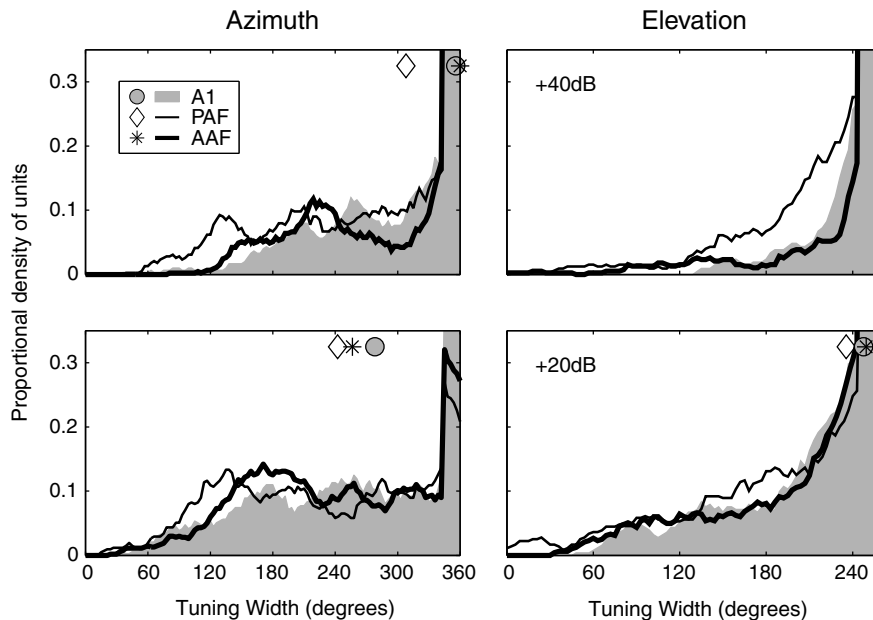 Azimuth
Elevation
0.3
0.2
0.1
0
A1
PAF
AAF
+40dB
Proportional density of units
0.3
0.2
0.1
0
+20dB
0 60 120 180 240 300 360
0 60 120 180 240
Tuning Width (degrees)
Tuning Width (degrees)